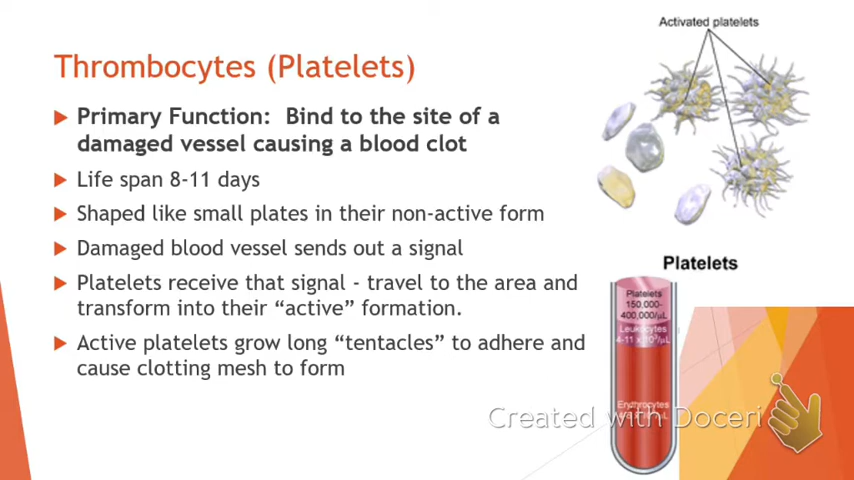 Thrombocytes (Platelets)
Primary Function: Bind to the site of a
damaged vessel causing a blood clot
Life span 8-11 days
Shaped like small plates in their non-active form
Damaged blood vessel sends out a signal
Platelets receive that signal - travel to the area and
transform into their “active” formation.
Active platelets grow long “tentacles” to adhere and
cause clotting mesh to form
Activated platelets
Platelets
Platelets
150,000-
400,000/μL
Leukocytes
4-11 x 10³/μL
Erythrocytes
Created with Doceri